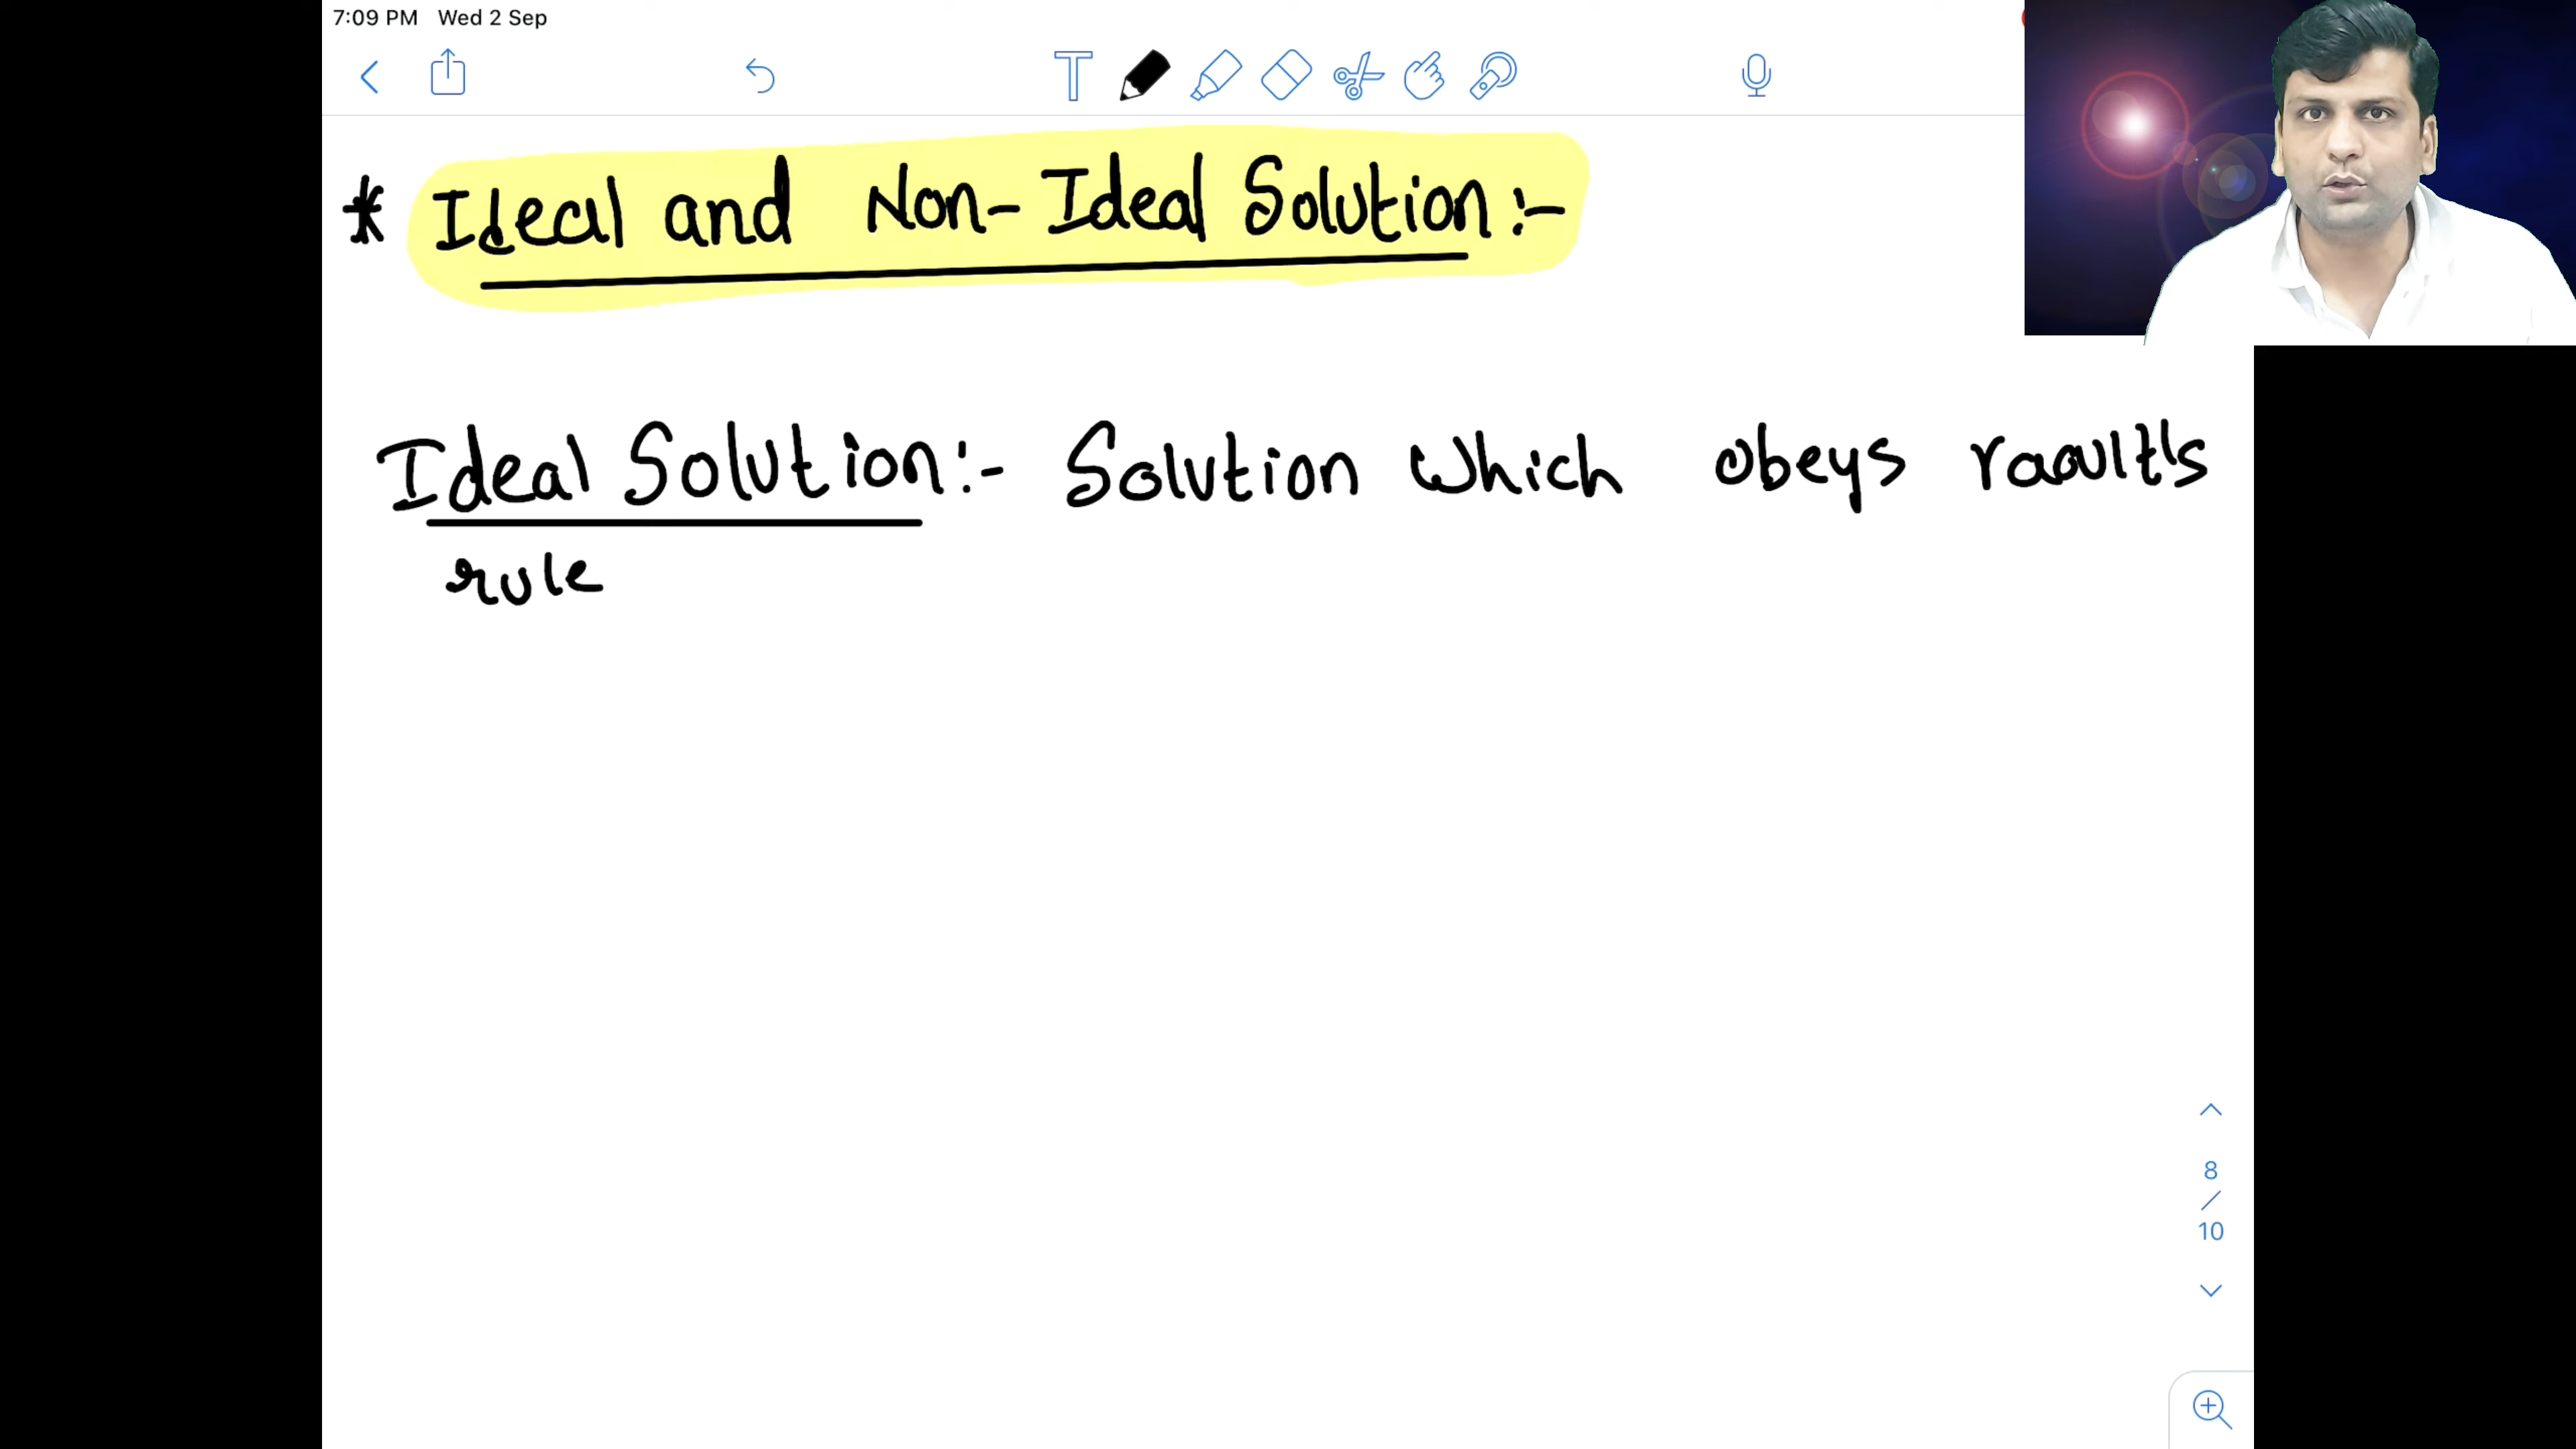 7:09 PM Wed 2 Sep
* Ideal and Non-Ideal Solution:-
Ideal Solution:- Solution which obeys raoult's
rule
8
/
10